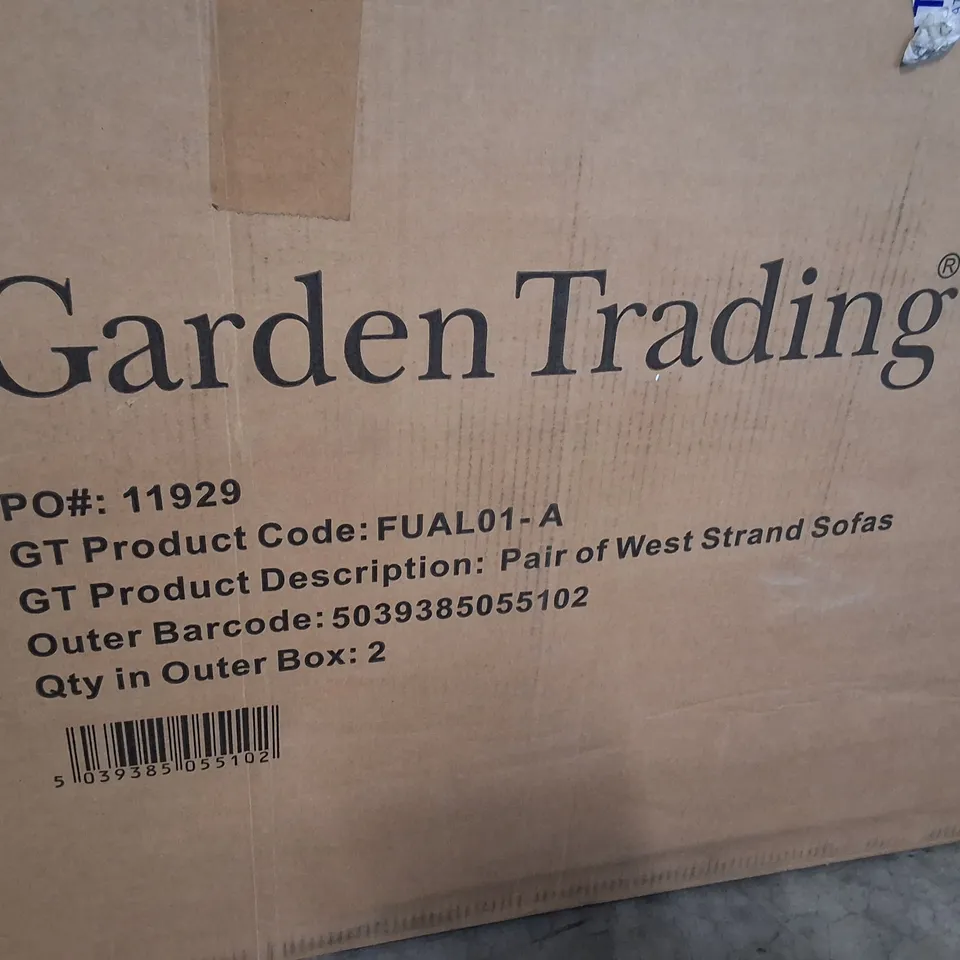 Garden Trading®
PO#: 11929
GT Product Code: FUAL01-A
GT Product Description: Pair of West Strand Sofas
Outer Barcode: 5039385055102
Qty in Outer Box: 2
5 039385 055102